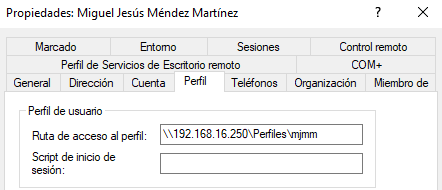 Propiedades: Miguel Jesús Méndez Martínez
Marcado Entorno Sesiones Control remoto
Perfil de Servicios de Escritorio remoto COM+
General Dirección Cuenta Perfil Teléfonos Organización Miembro de
Perfil de usuario
Ruta de acceso al perfil: \\192.168.16.250\Perfiles\mjmm
Script de inicio de
sesión: